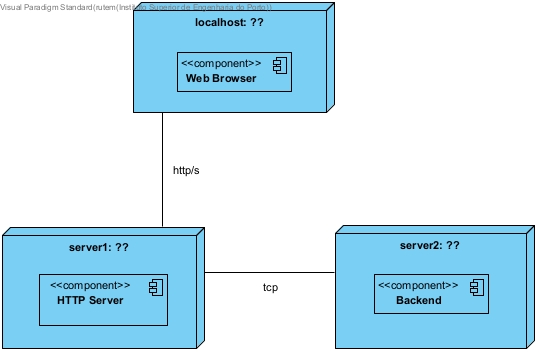 Visual Paradigm Standard(rutem(Instituto Superior de Engenharia do Porto))
localhost: ??
<<component>>
Web Browser
http/s
server1: ??
<<component>>
HTTP Server
tcp
server2: ??
<<component>>
Backend